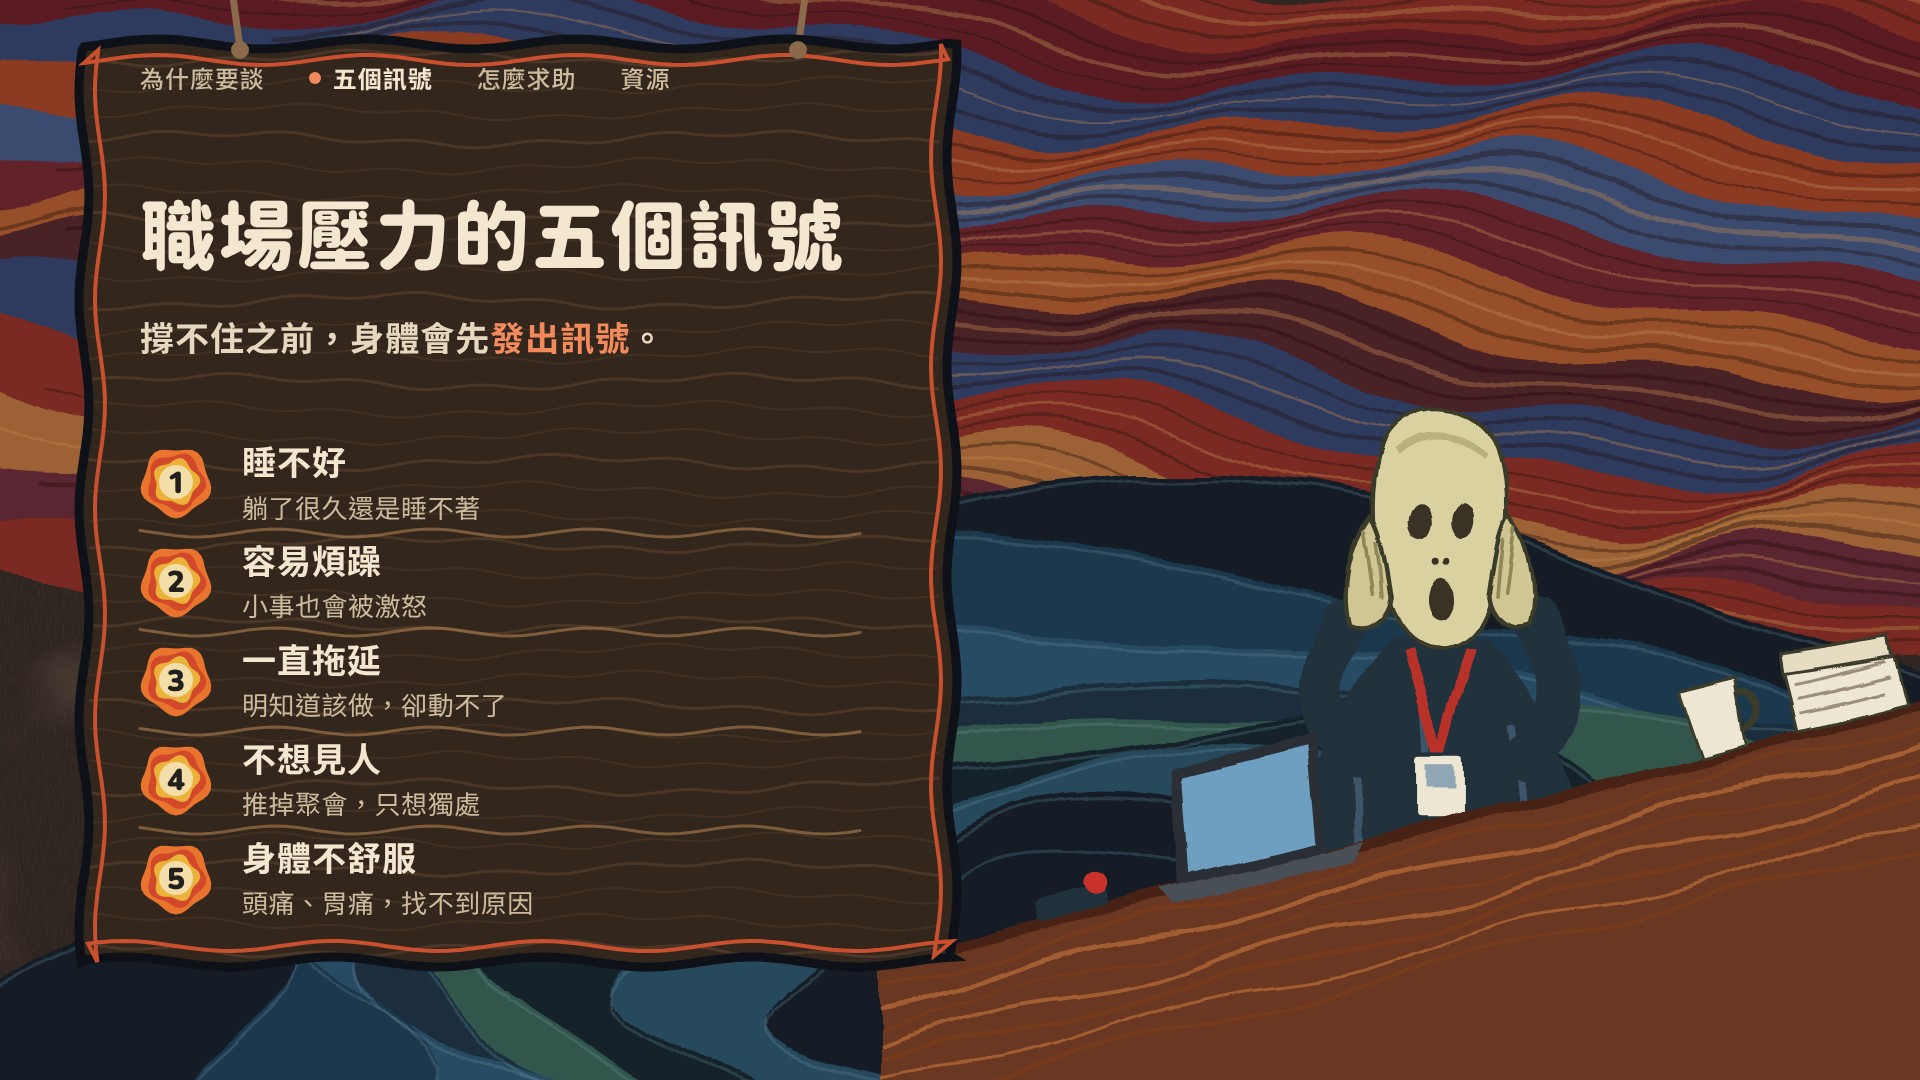 為什麼要談 五個訊號 怎麼求助 資源
職場壓力的五個訊號
撐不住之前，身體會先發出訊號。
1 睡不好
躺了很久還是睡不著
2 容易煩躁
小事也會被激怒
3 一直拖延
明知道該做，卻動不了
4 不想見人
推掉聚會，只想獨處
5 身體不舒服
頭痛、胃痛，找不到原因